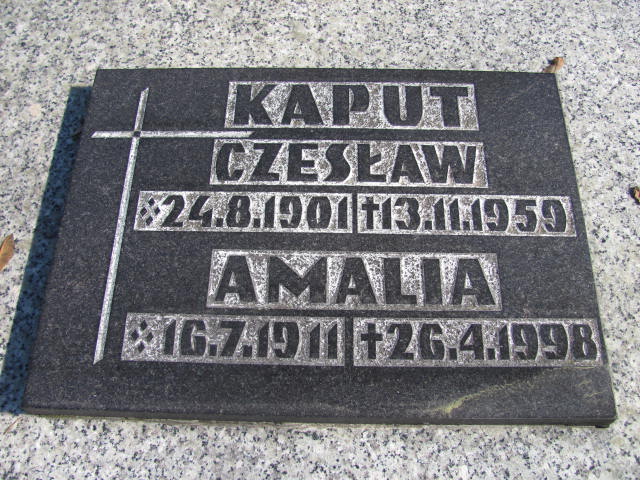 KAPUT
CZESŁAW
24.8.1901 †13.11.1959
AMALIA
16.7.1911 †26.4.1998